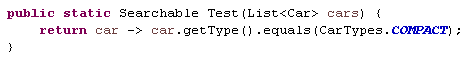 public static Searchable Test(List<Car> cars) {
    return car -> car.getType().equals(CarTypes.COMPACT);
}